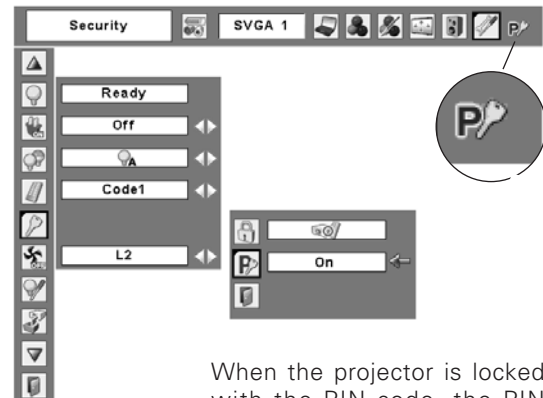 Security
SVGA 1
Ready
Off
A
Code1
L2
On
P
P
P
When the projector is locked
with the PIN code, the PIN